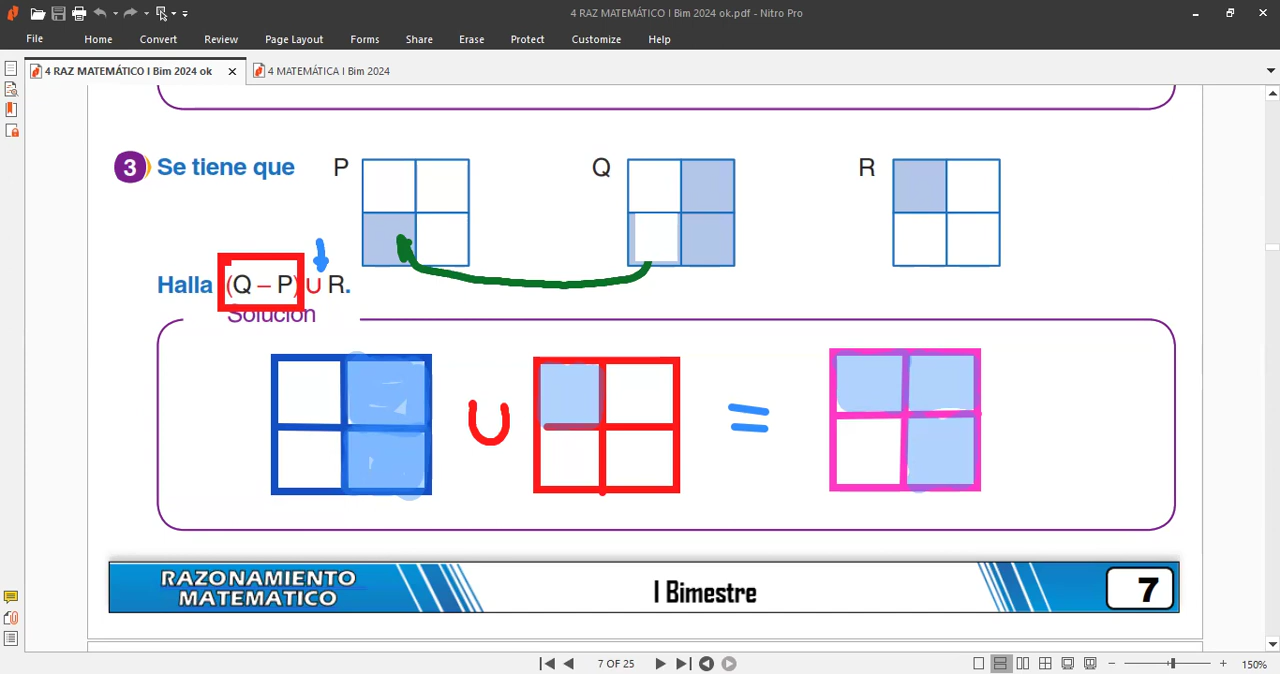 4 RAZ MATEMÁTICO I Bim 2024 ok.pdf - Nitro Pro
File Home Convert Review Page Layout Forms Share Erase Protect Customize Help
4 RAZ MATEMÁTICO I Bim 2024 ok × 4 MATEMÁTICA I Bim 2024
3 Se tiene que P Q R
Halla (Q – P) ∪ R.
Solución
∪ =
RAZONAMIENTO
MATEMÁTICO
I Bimestre
7
7 OF 25
150%